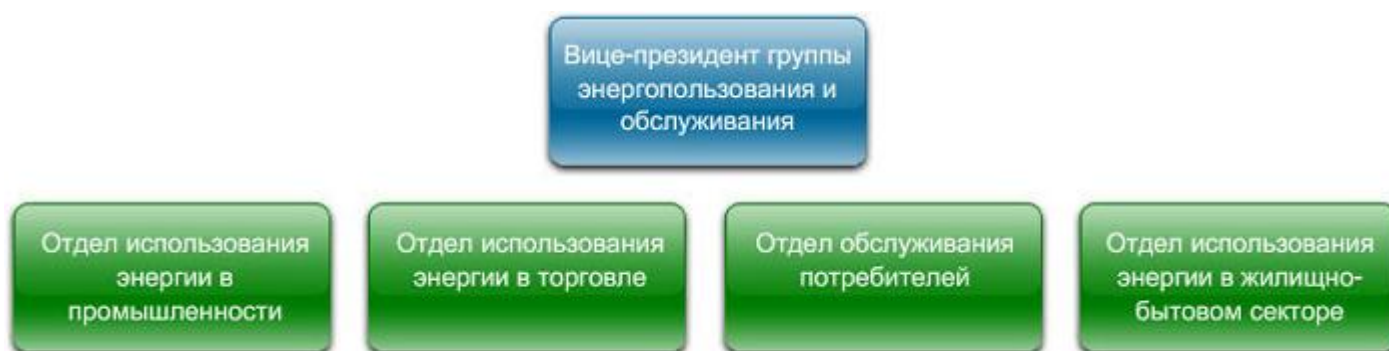 Вице-президент группы
энергопользования и
обслуживания
Отдел использования
энергии в
промышленности
Отдел использования
энергии в торговле
Отдел обслуживания
потребителей
Отдел использования
энергии в жилищно-
бытовом секторе